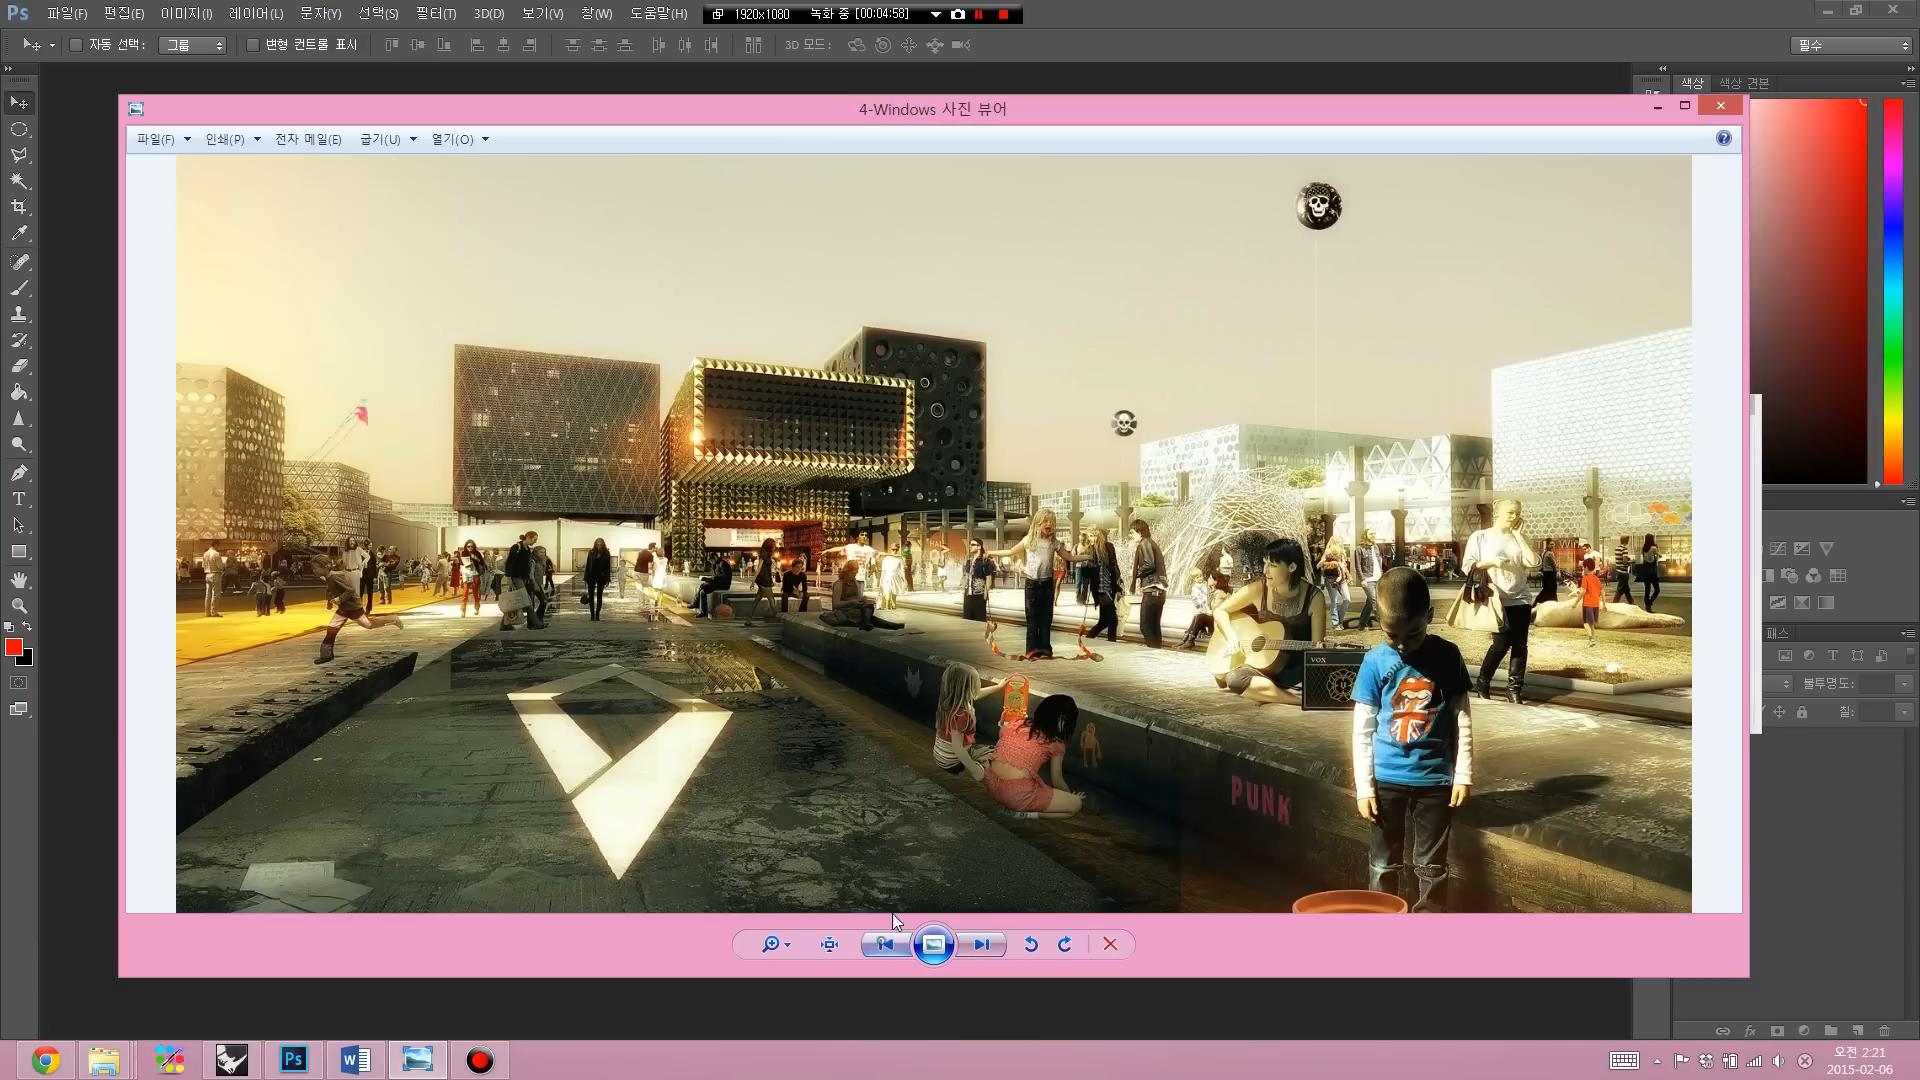 Ps 파일(F) 편집(E) 이미지(I) 레이어(L) 문자(Y) 선택(S) 필터(T) 3D(D) 보기(V) 창(W) 도움말(H) 1920x1080 녹화 중 [00:04:58]
자동 선택: 그룹 변형 컨트롤 표시 3D 모드: 필수
색상 색상 견본
4-Windows 사진 뷰어
파일(F) 인쇄(P) 전자 메일(E) 굽기(U) 열기(O)
패스
불투명도:
칠:
VOX
PUNK
Ps
오전 2:21
2015-02-06